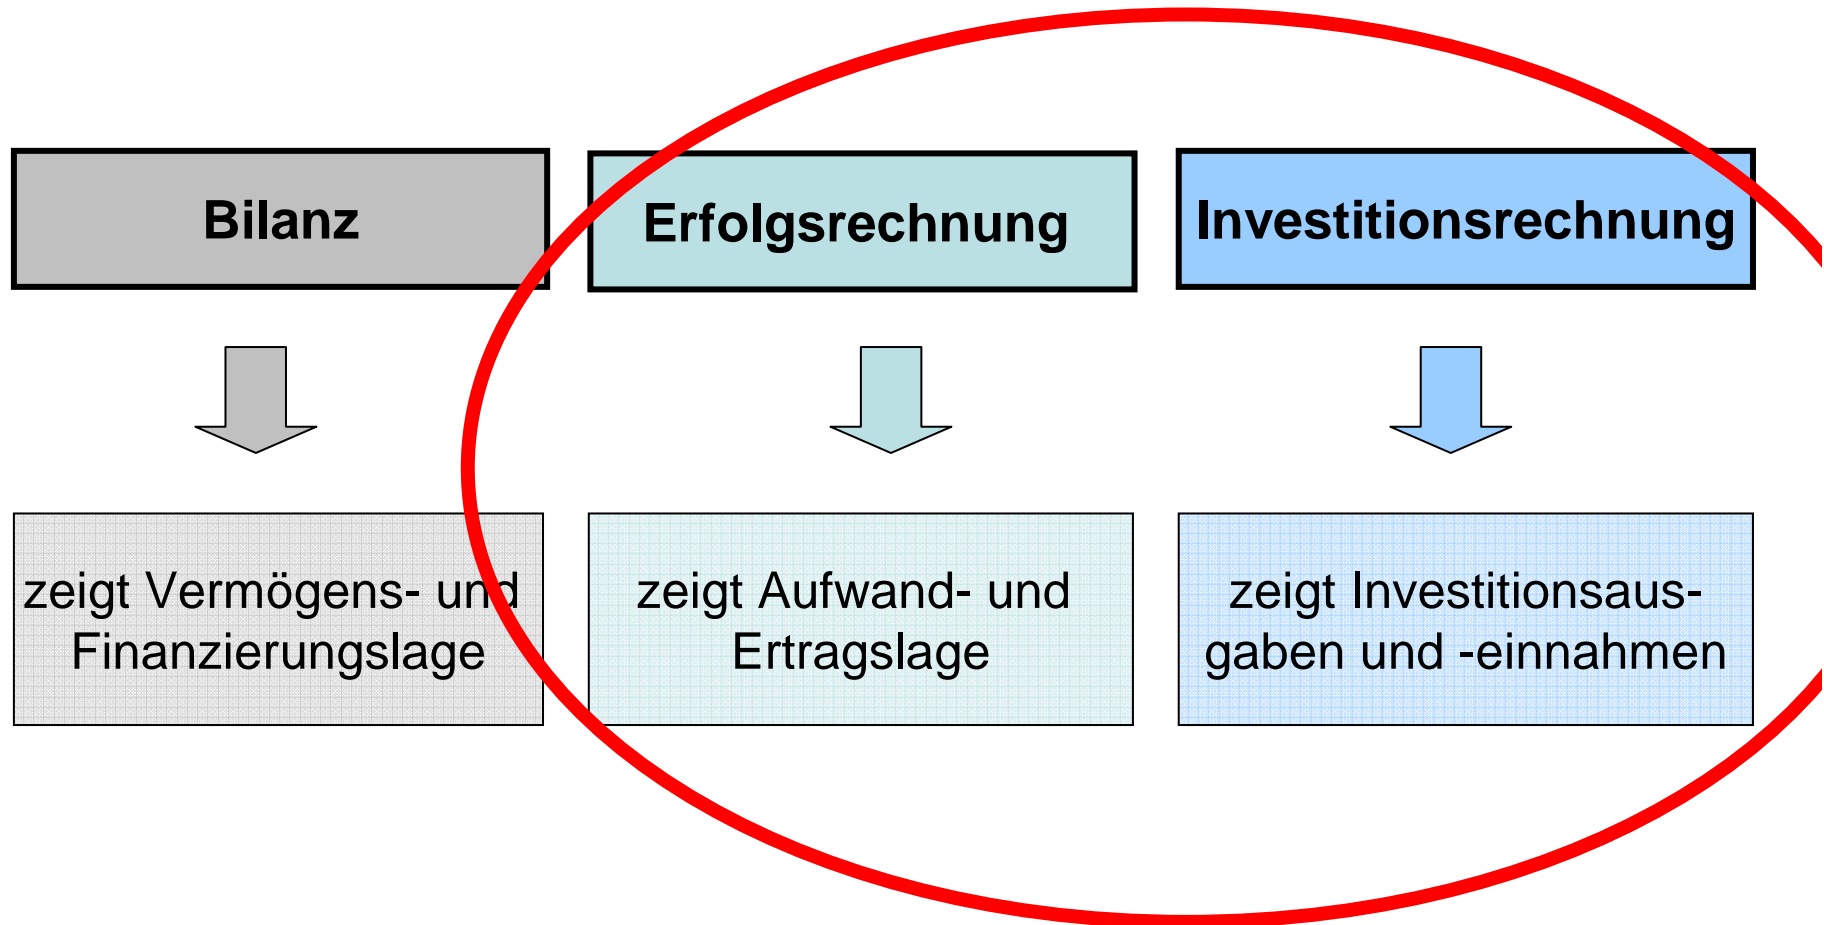 Bilanz
Erfolgsrechnung
Investitionsrechnung
zeigt Vermögens- und
Finanzierungslage
zeigt Aufwand- und
Ertragslage
zeigt Investitionsaus-
gaben und -einnahmen